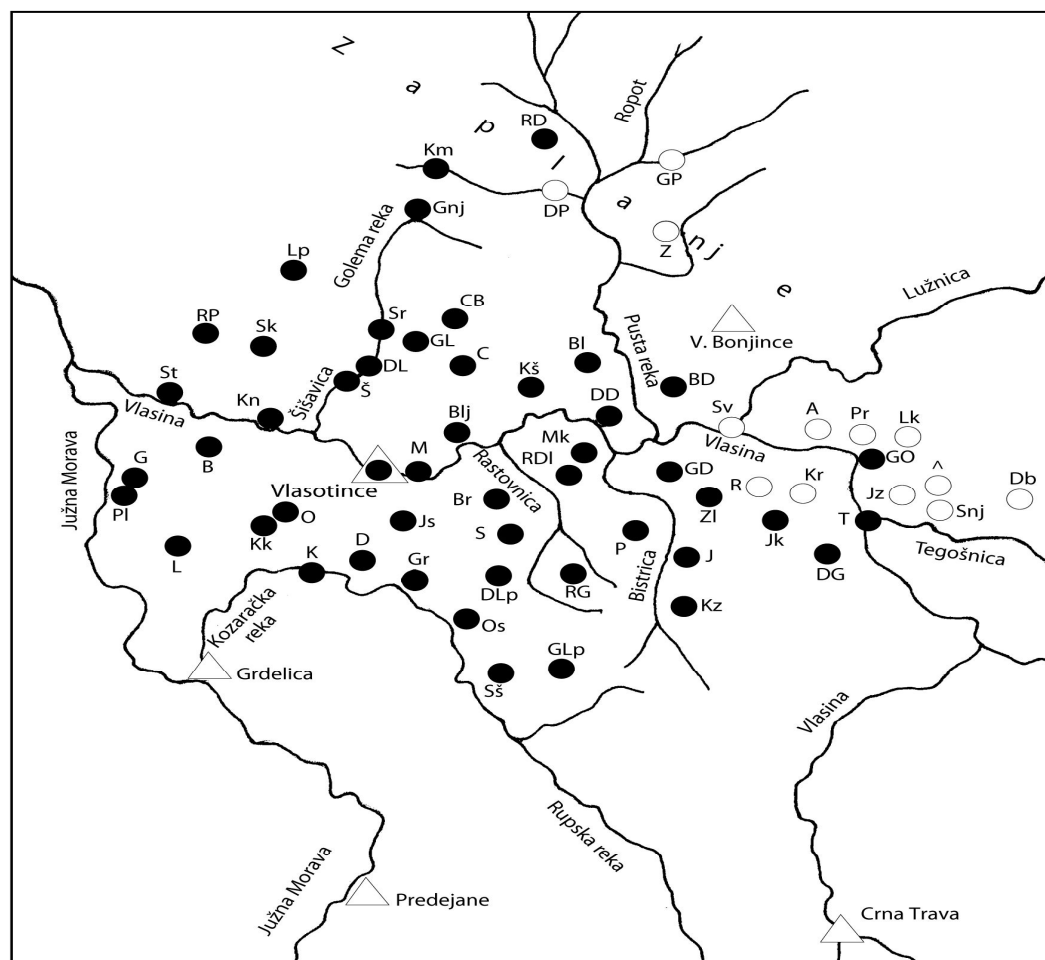 Z
a
p
l
a
nj
e
Ropot
RD
Km
GP
DP
Gnj
Golema reka
Z
Lp
Lužnica
CB
RP
Sr
Sk
GL
V. Bonjince
Pusta reka
Bl
DL
C
St
Kš
BD
Šišavica
Š
Vlasina
Kn
Blj
DD
Sv
A
Pr
Lk
Vlasina
GO
Južna Morava
G
B
M
Mk
RDl
Rastovnica
GD
R
Kr
Jz
^
Db
Pl
Vlasotince
Br
Zl
Snj
O
Js
T
Kk
S
P
Jk
Tegošnica
L
K
D
Gr
DLp
RG
Bistrica
J
DG
Kozaračka
reka
Os
Kz
Grdelica
GLp
Sš
Vlasina
Rupska reka
Južna Morava
Predejane
Crna Trava